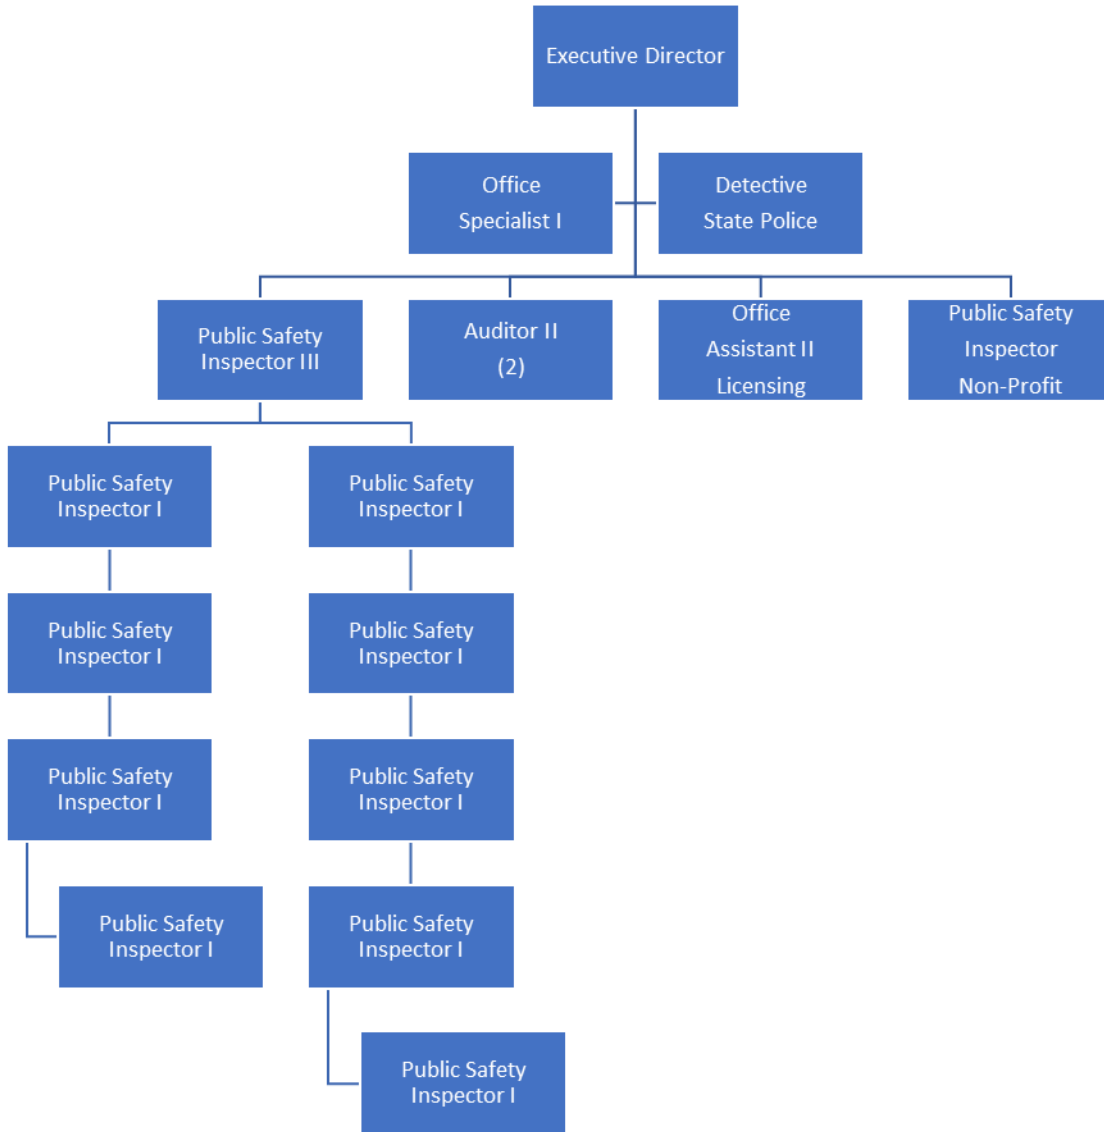 Executive Director
Office
Specialist I
Detective
State Police
Public Safety
Inspector III
Auditor II
(2)
Office
Assistant II
Licensing
Public Safety
Inspector
Non-Profit
Public Safety
Inspector I
Public Safety
Inspector I
Public Safety
Inspector I
Public Safety
Inspector I
Public Safety
Inspector I
Public Safety
Inspector I
Public Safety
Inspector I
Public Safety
Inspector I
Public Safety
Inspector I